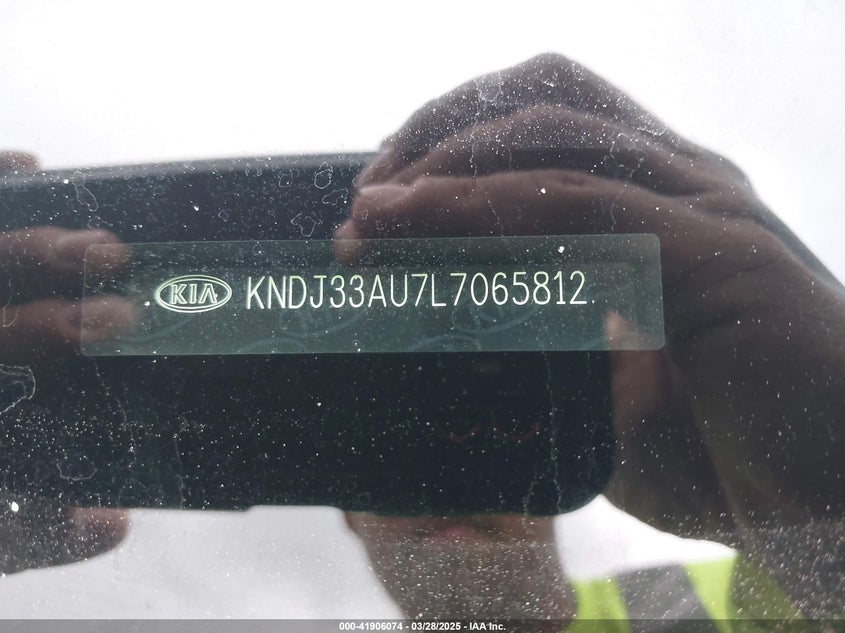 KIA KNDJ33AU7L7065812
000-41906074 - 03/28/2025 - IAA Inc.